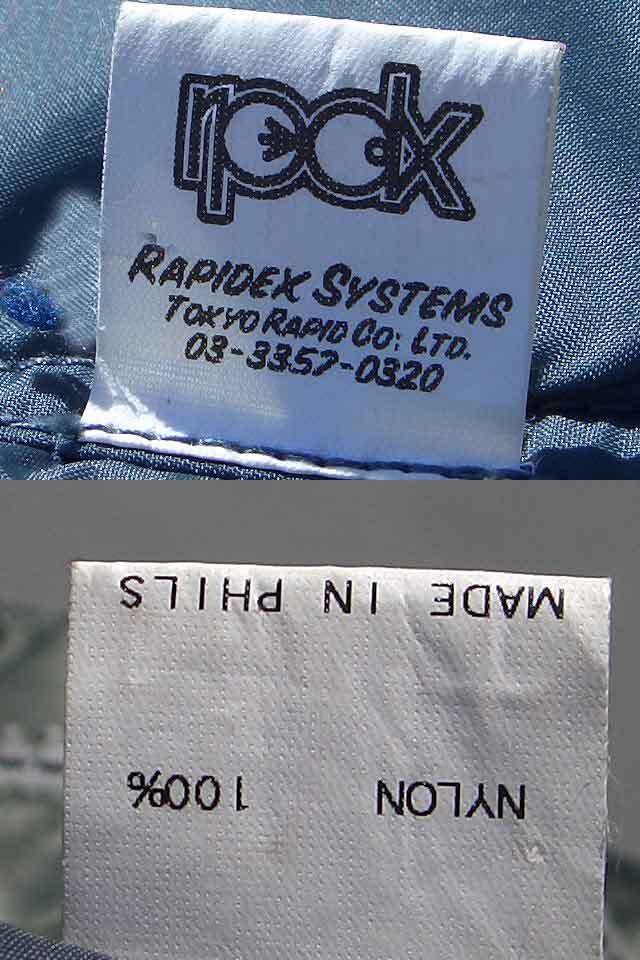 rpdx
RAPIDEX SYSTEMS
TOKYO RAPID CO: LTD.
03-3357-0320
MADE IN PHILS
NYLON 100%